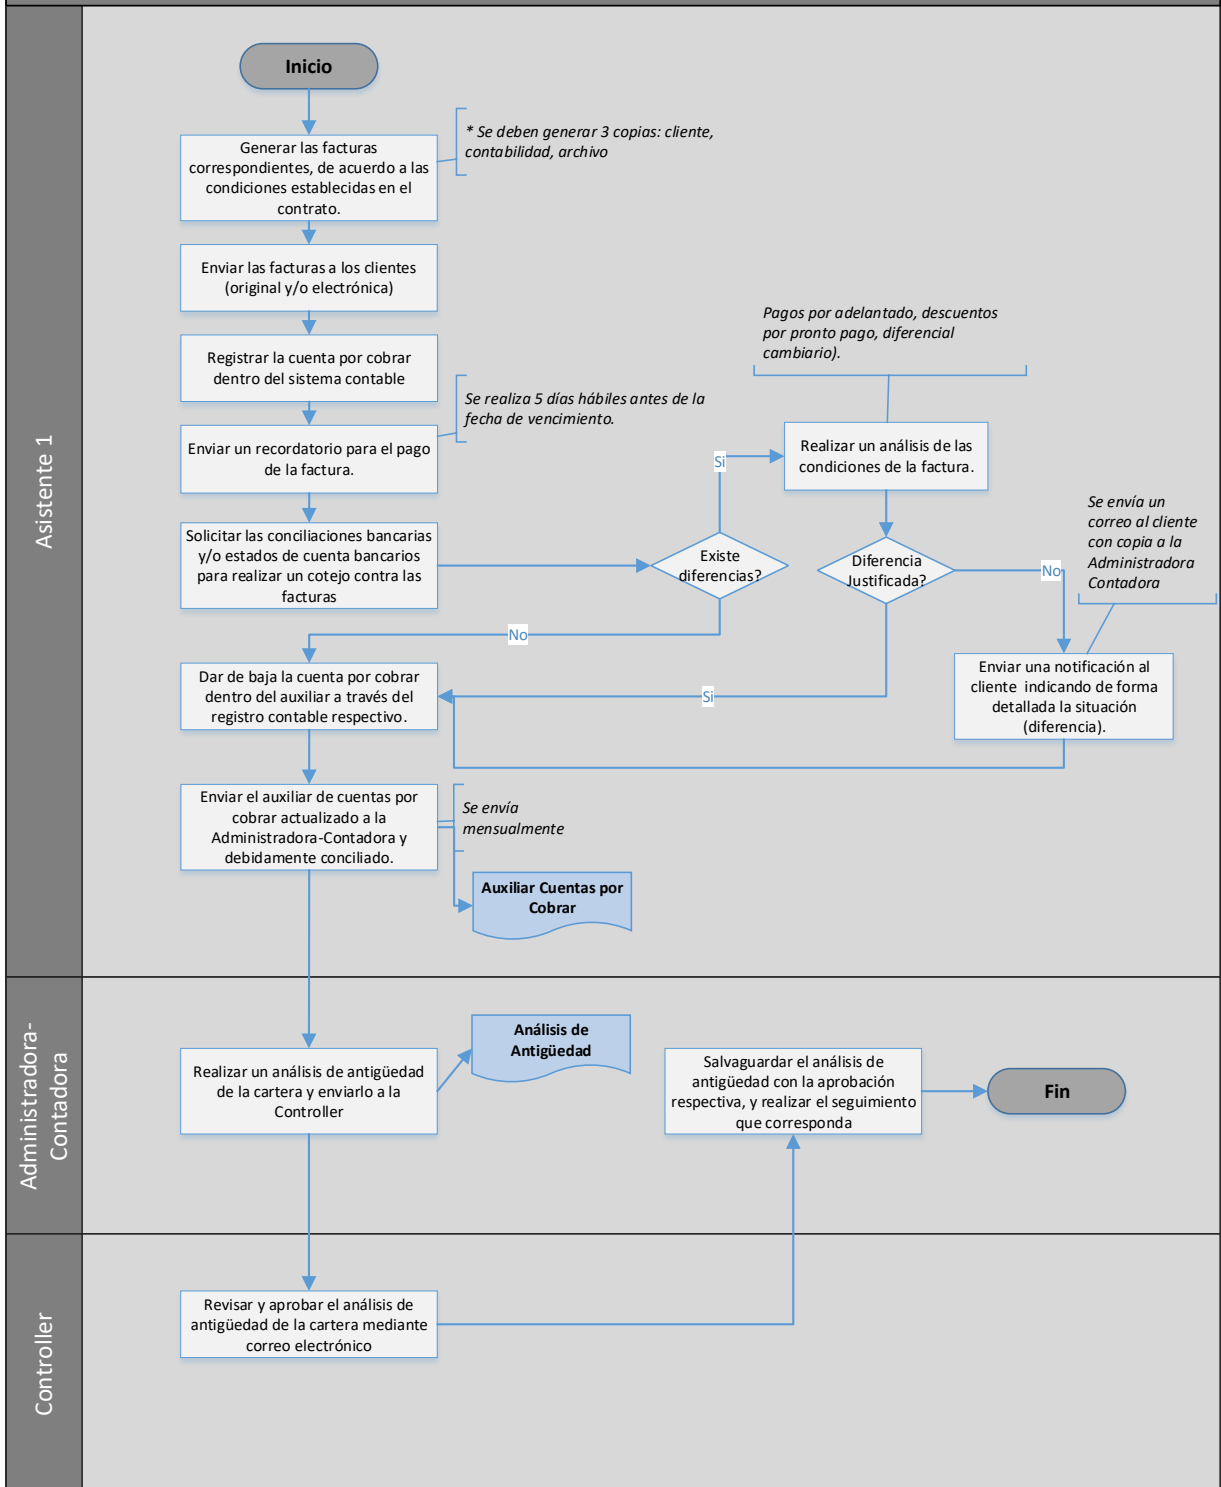 Asistente 1
Inicio
Generar las facturas
correspondientes, de acuerdo a las
condiciones establecidas en el
contrato.
* Se deben generar 3 copias: cliente,
contabilidad, archivo
Enviar las facturas a los clientes
(original y/o electrónica)
Registrar la cuenta por cobrar
dentro del sistema contable
Enviar un recordatorio para el pago
de la factura.
Se realiza 5 días hábiles antes de la
fecha de vencimiento.
Solicitar las conciliaciones bancarias
y/o estados de cuenta bancarios
para realizar un cotejo contra las
facturas
Existe
diferencias?
Si
No
Pagos por adelantado, descuentos
por pronto pago, diferencial
cambiario).
Realizar un análisis de las
condiciones de la factura.
Diferencia
Justificada?
No
Si
Se envía un
correo al cliente
con copia a la
Administradora
Contadora
Enviar una notificación al
cliente indicando de forma
detallada la situación
(diferencia).
Dar de baja la cuenta por cobrar
dentro del auxiliar a través del
registro contable respectivo.
Enviar el auxiliar de cuentas por
cobrar actualizado a la
Administradora-Contadora y
debidamente conciliado.
Se envía
mensualmente
Auxiliar Cuentas por
Cobrar
Administradora-
Contadora
Realizar un análisis de antigüedad
de la cartera y enviarlo a la
Controller
Análisis de
Antigüedad
Salvaguardar el análisis de
antigüedad con la aprobación
respectiva, y realizar el seguimiento
que corresponda
Fin
Controller
Revisar y aprobar el análisis de
antigüedad de la cartera mediante
correo electrónico